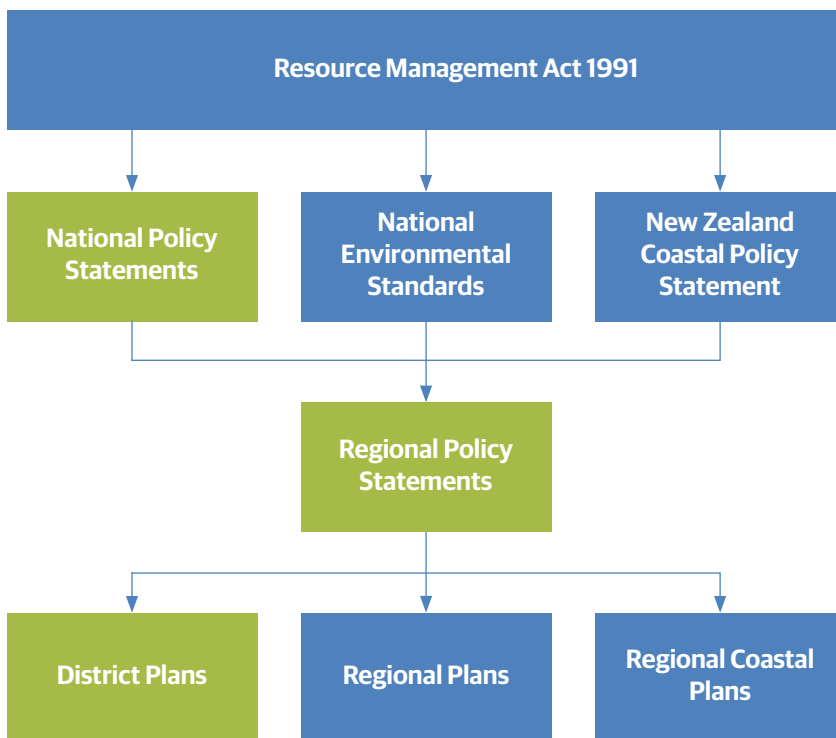 Resource Management Act 1991
National Policy
Statements
National
Environmental
Standards
New Zealand
Coastal Policy
Statement
Regional Policy
Statements
District Plans
Regional Plans
Regional Coastal
Plans